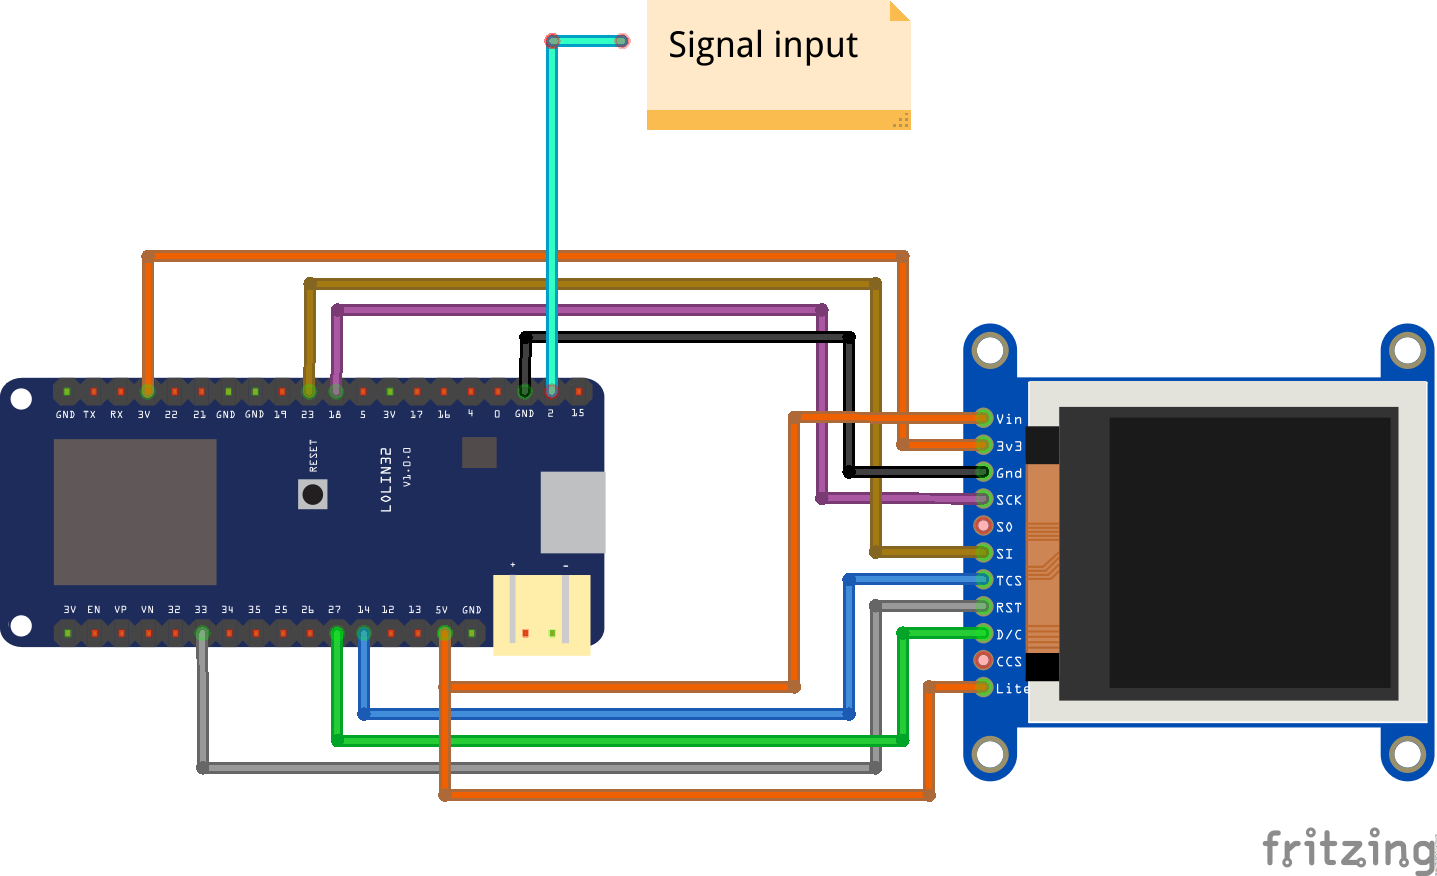 Signal input
GND TX RX 3V 22 21 GND GND 19 23 18 5 3V 17 16 4 0 GND 2 15
RESET
LOLIN32
V1.0.0
+ -
3V EN VP VN 32 33 34 35 25 26 27 14 12 13 5V GND
Vin
3v3
Gnd
SCK
SO
SI
TCS
RST
D/C
CCS
Lite
fritzing